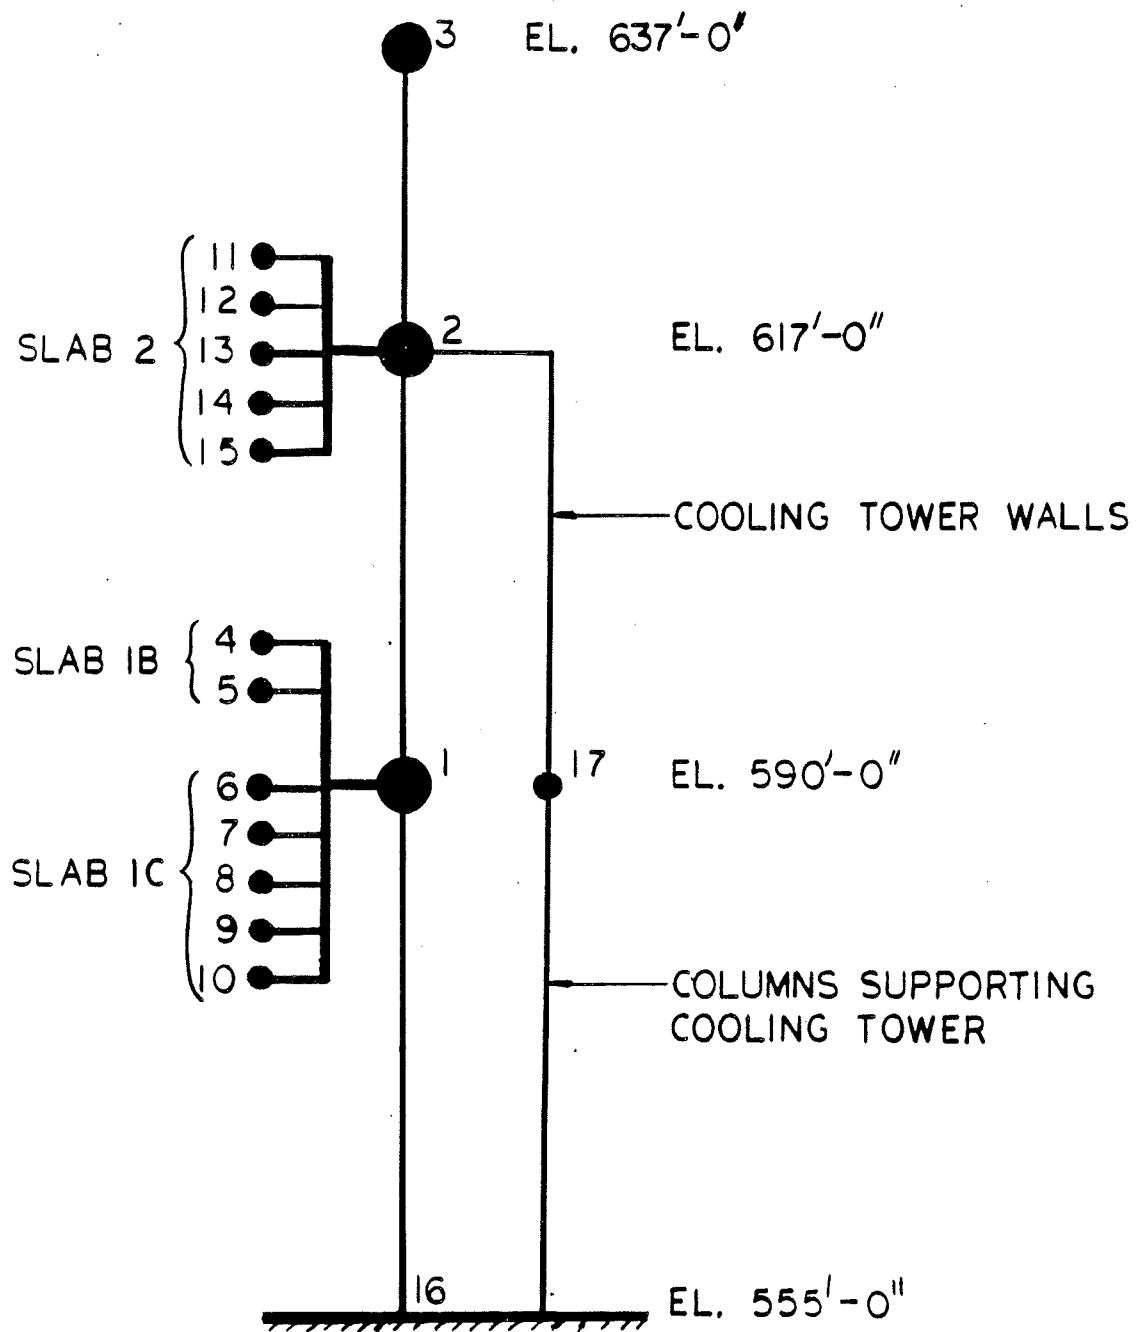 3 EL. 637'-0"
11
12
SLAB 2 13 2 EL. 617'-0"
14
15
COOLING TOWER WALLS
4
SLAB 1B
5
6 1 17 EL. 590'-0"
7
SLAB 1C 8
9
10
COLUMNS SUPPORTING
COOLING TOWER
16 EL. 555'-0"